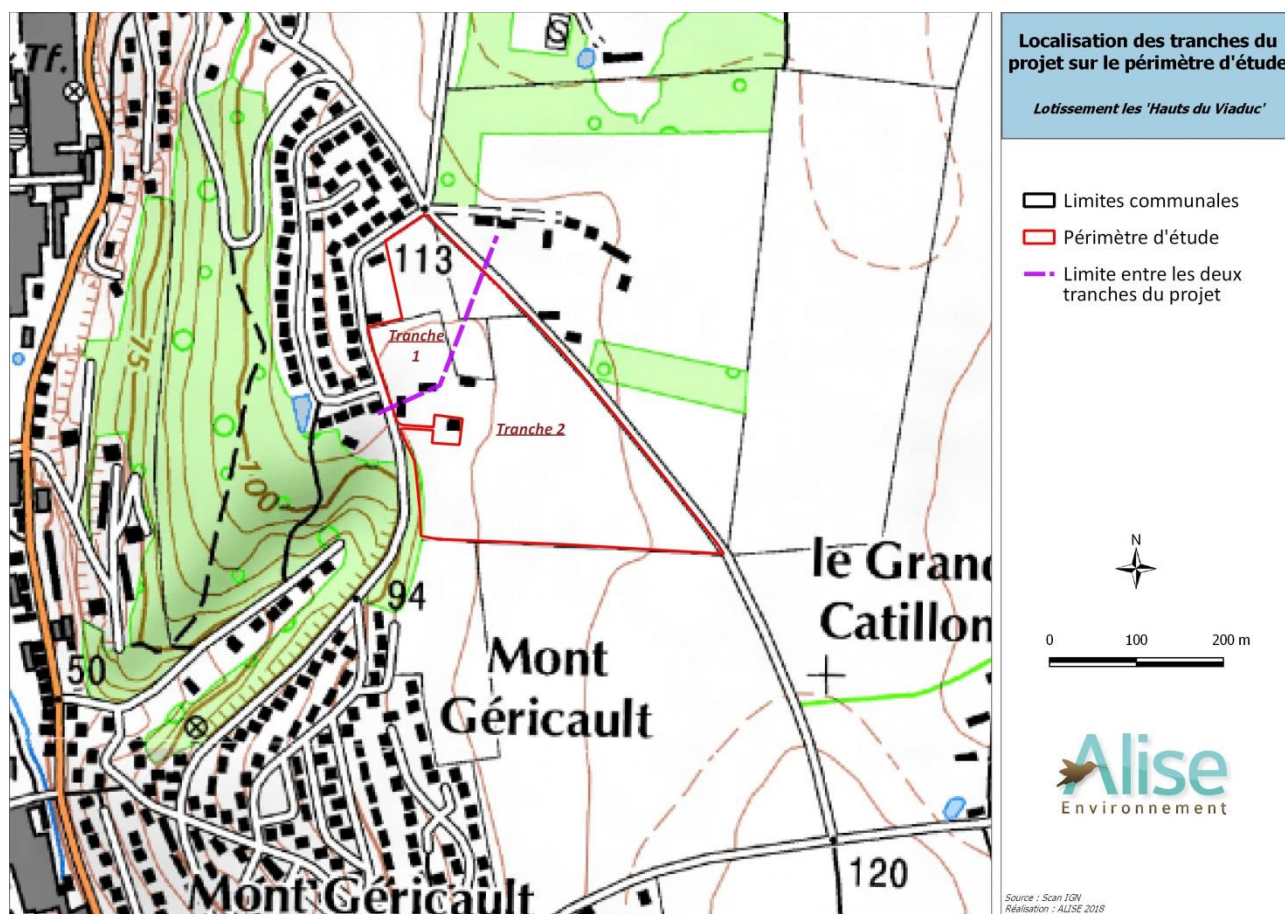 Localisation des tranches du
projet sur le périmètre d'étude
Lotissement les 'Hauts du Viaduc'
Limites communales
Périmètre d'étude
Limite entre les deux
tranches du projet
N
0 100 200 m
Alise
Environnement
Source : Scan IGN
Réalisation : ALISE 2018
Tf.
S
113
Tranche
1
75
Tranche 2
100
94
le Grand
Catillon
50
Mont
Géricault
120
Mont Géricault